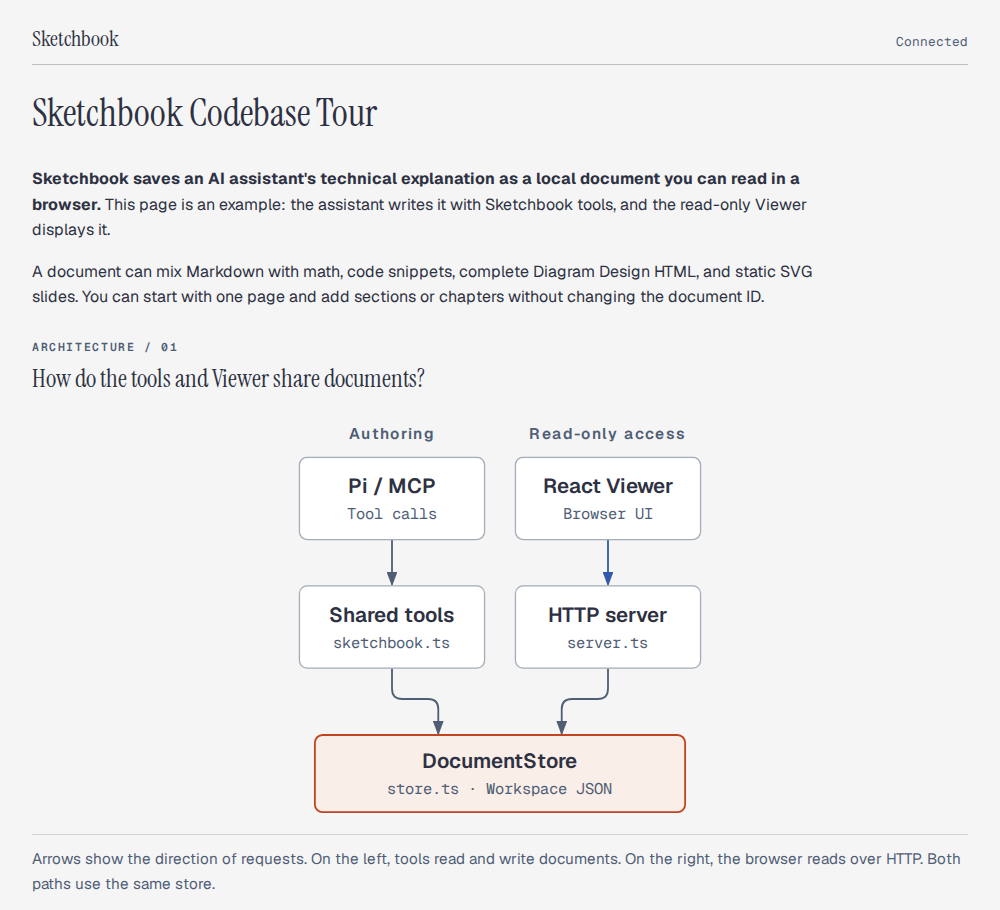 Sketchbook
Connected
Sketchbook Codebase Tour
Sketchbook saves an AI assistant's technical explanation as a local document you can read in a
browser. This page is an example: the assistant writes it with Sketchbook tools, and the read-only Viewer
displays it.
A document can mix Markdown with math, code snippets, complete Diagram Design HTML, and static SVG
slides. You can start with one page and add sections or chapters without changing the document ID.
ARCHITECTURE / 01
How do the tools and Viewer share documents?
Authoring
Read-only access
Pi / MCP
Tool calls
React Viewer
Browser UI
Shared tools
sketchbook.ts
HTTP server
server.ts
DocumentStore
store.ts · Workspace JSON
Arrows show the direction of requests. On the left, tools read and write documents. On the right, the browser reads over HTTP. Both
paths use the same store.